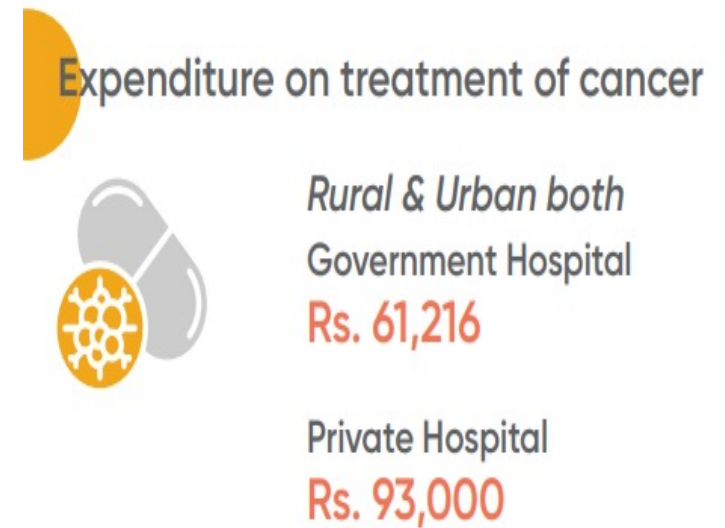 Expenditure on treatment of cancer
Rural & Urban both
Government Hospital
Rs. 61,216
Private Hospital
Rs. 93,000